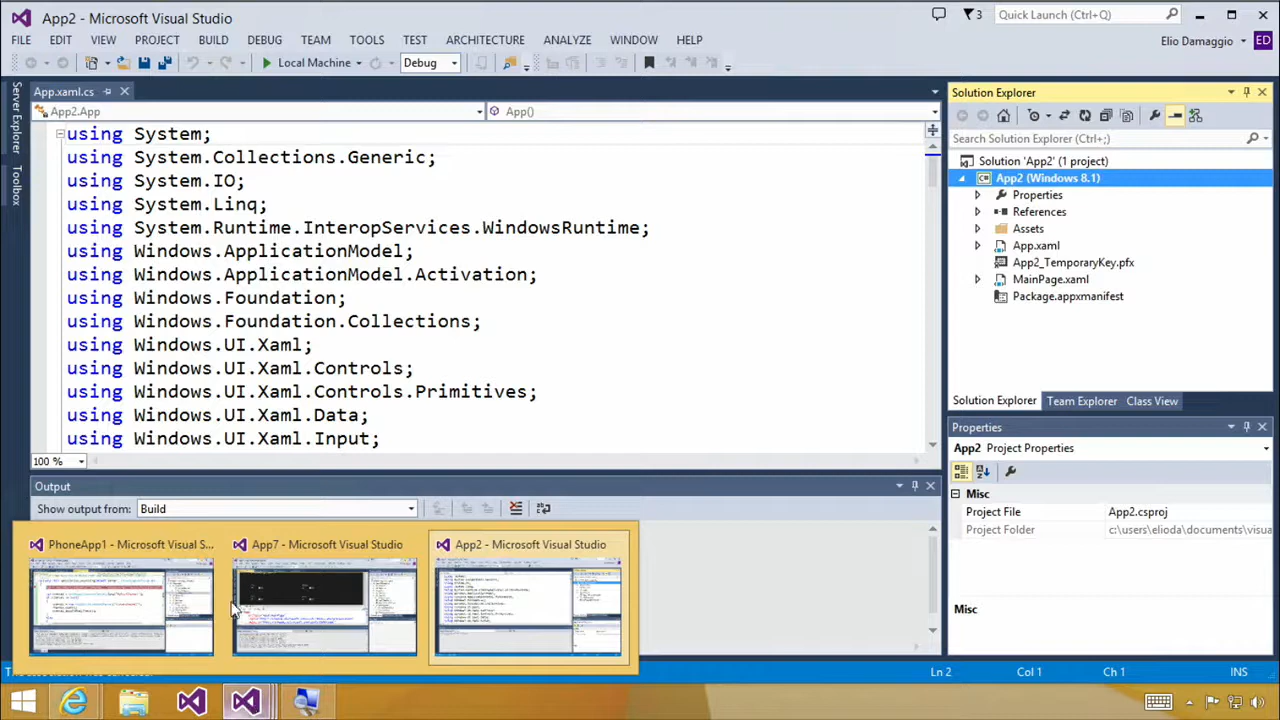 App2 - Microsoft Visual Studio
3
Quick Launch (Ctrl+Q)
FILE EDIT VIEW PROJECT BUILD DEBUG TEAM TOOLS TEST ARCHITECTURE ANALYZE WINDOW HELP
Elio Damaggio
ED
Local Machine
Debug
Server Explorer
Toolbox
App.xaml.cs
App2.App
App()
using System;
using System.Collections.Generic;
using System.IO;
using System.Linq;
using System.Runtime.InteropServices.WindowsRuntime;
using Windows.ApplicationModel;
using Windows.ApplicationModel.Activation;
using Windows.Foundation;
using Windows.Foundation.Collections;
using Windows.UI.Xaml;
using Windows.UI.Xaml.Controls;
using Windows.UI.Xaml.Controls.Primitives;
using Windows.UI.Xaml.Data;
using Windows.UI.Xaml.Input;
100 %
Output
Show output from: Build
PhoneApp1 - Microsoft Visual S...
App7 - Microsoft Visual Studio
App2 - Microsoft Visual Studio
Solution Explorer
Search Solution Explorer (Ctrl+;)
Solution 'App2' (1 project)
C# App2 (Windows 8.1)
Properties
References
Assets
App.xaml
App2_TemporaryKey.pfx
MainPage.xaml
Package.appxmanifest
Solution Explorer Team Explorer Class View
Properties
App2 Project Properties
Misc
Project File App2.csproj
Project Folder c:\users\elioda\documents\visua
Misc
Ln 2 Col 1 Ch 1 INS